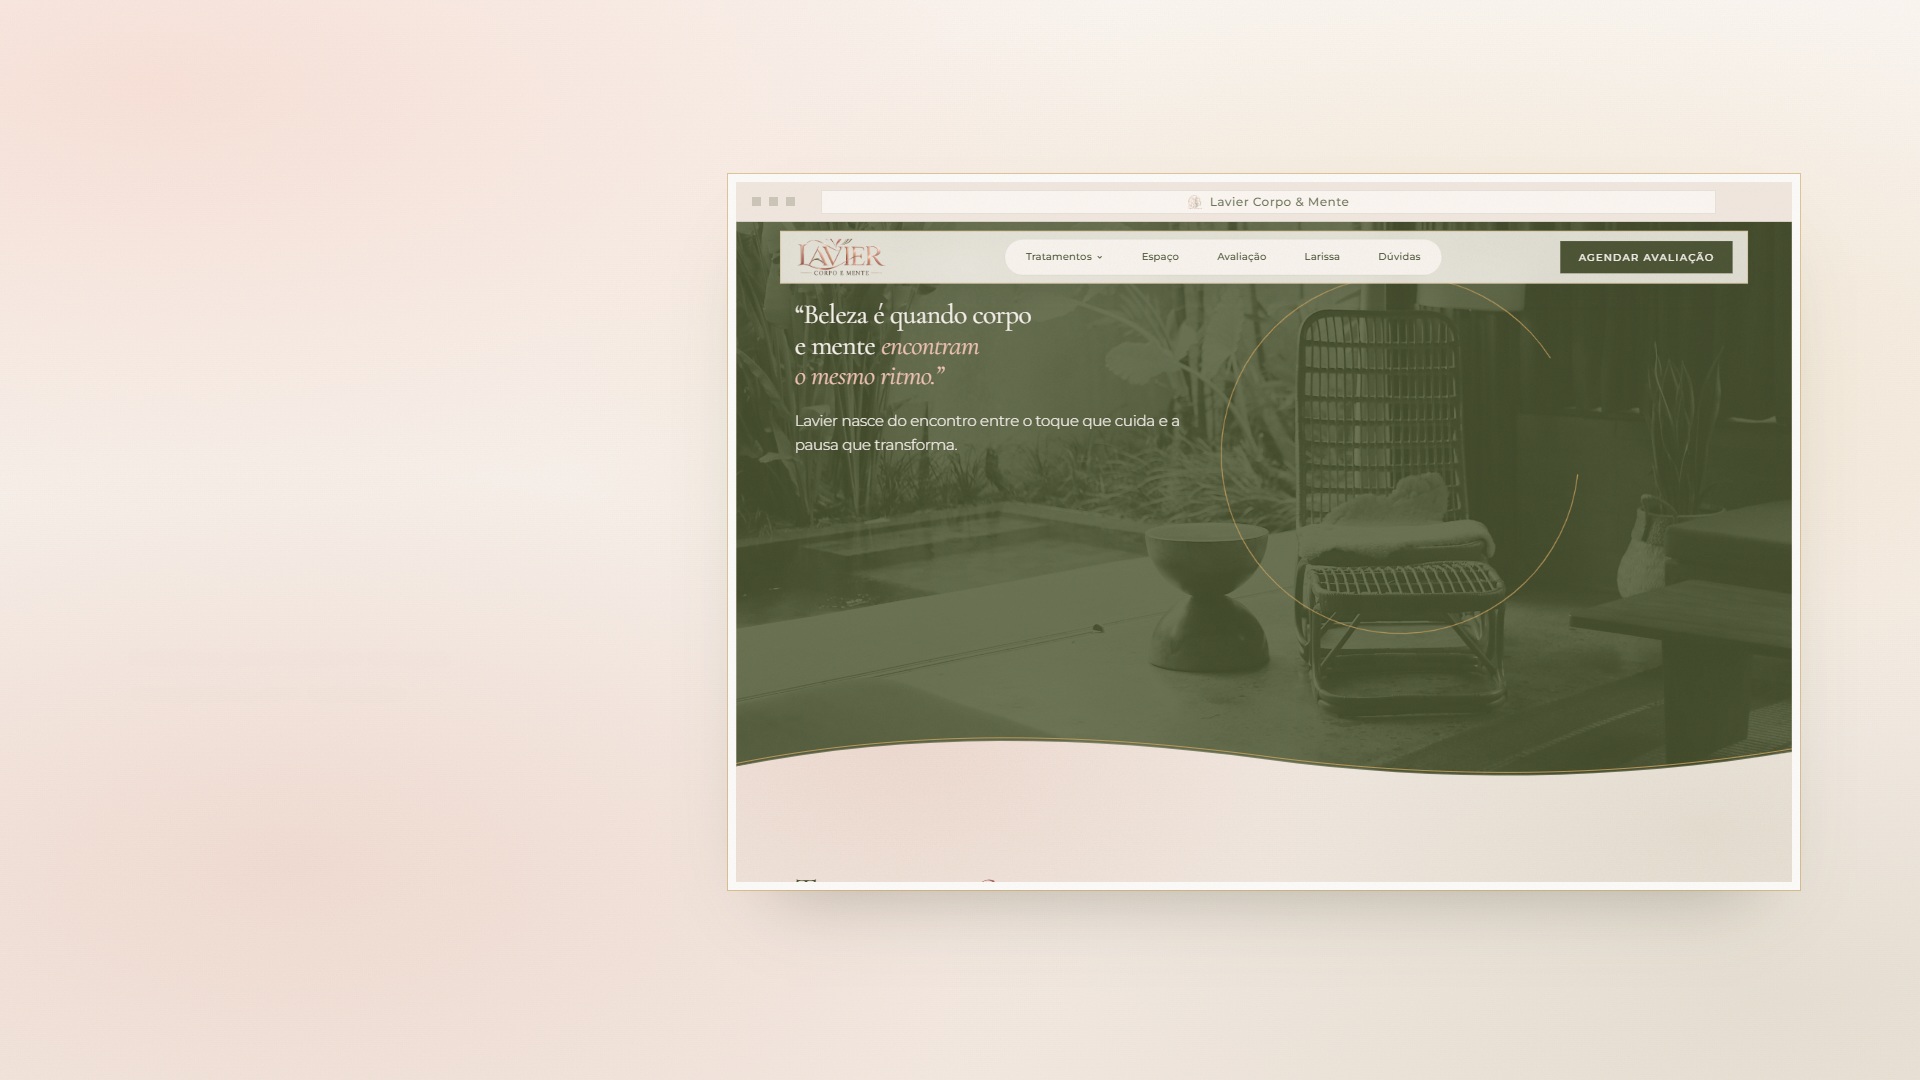 Lavier Corpo & Mente
LAVIER
CORPO E MENTE
Tratamentos
Espaço
Avaliação
Larissa
Dúvidas
AGENDAR AVALIAÇÃO
“Beleza é quando corpo
e mente encontram
o mesmo ritmo.”
Lavier nasce do encontro entre o toque que cuida e a
pausa que transforma.